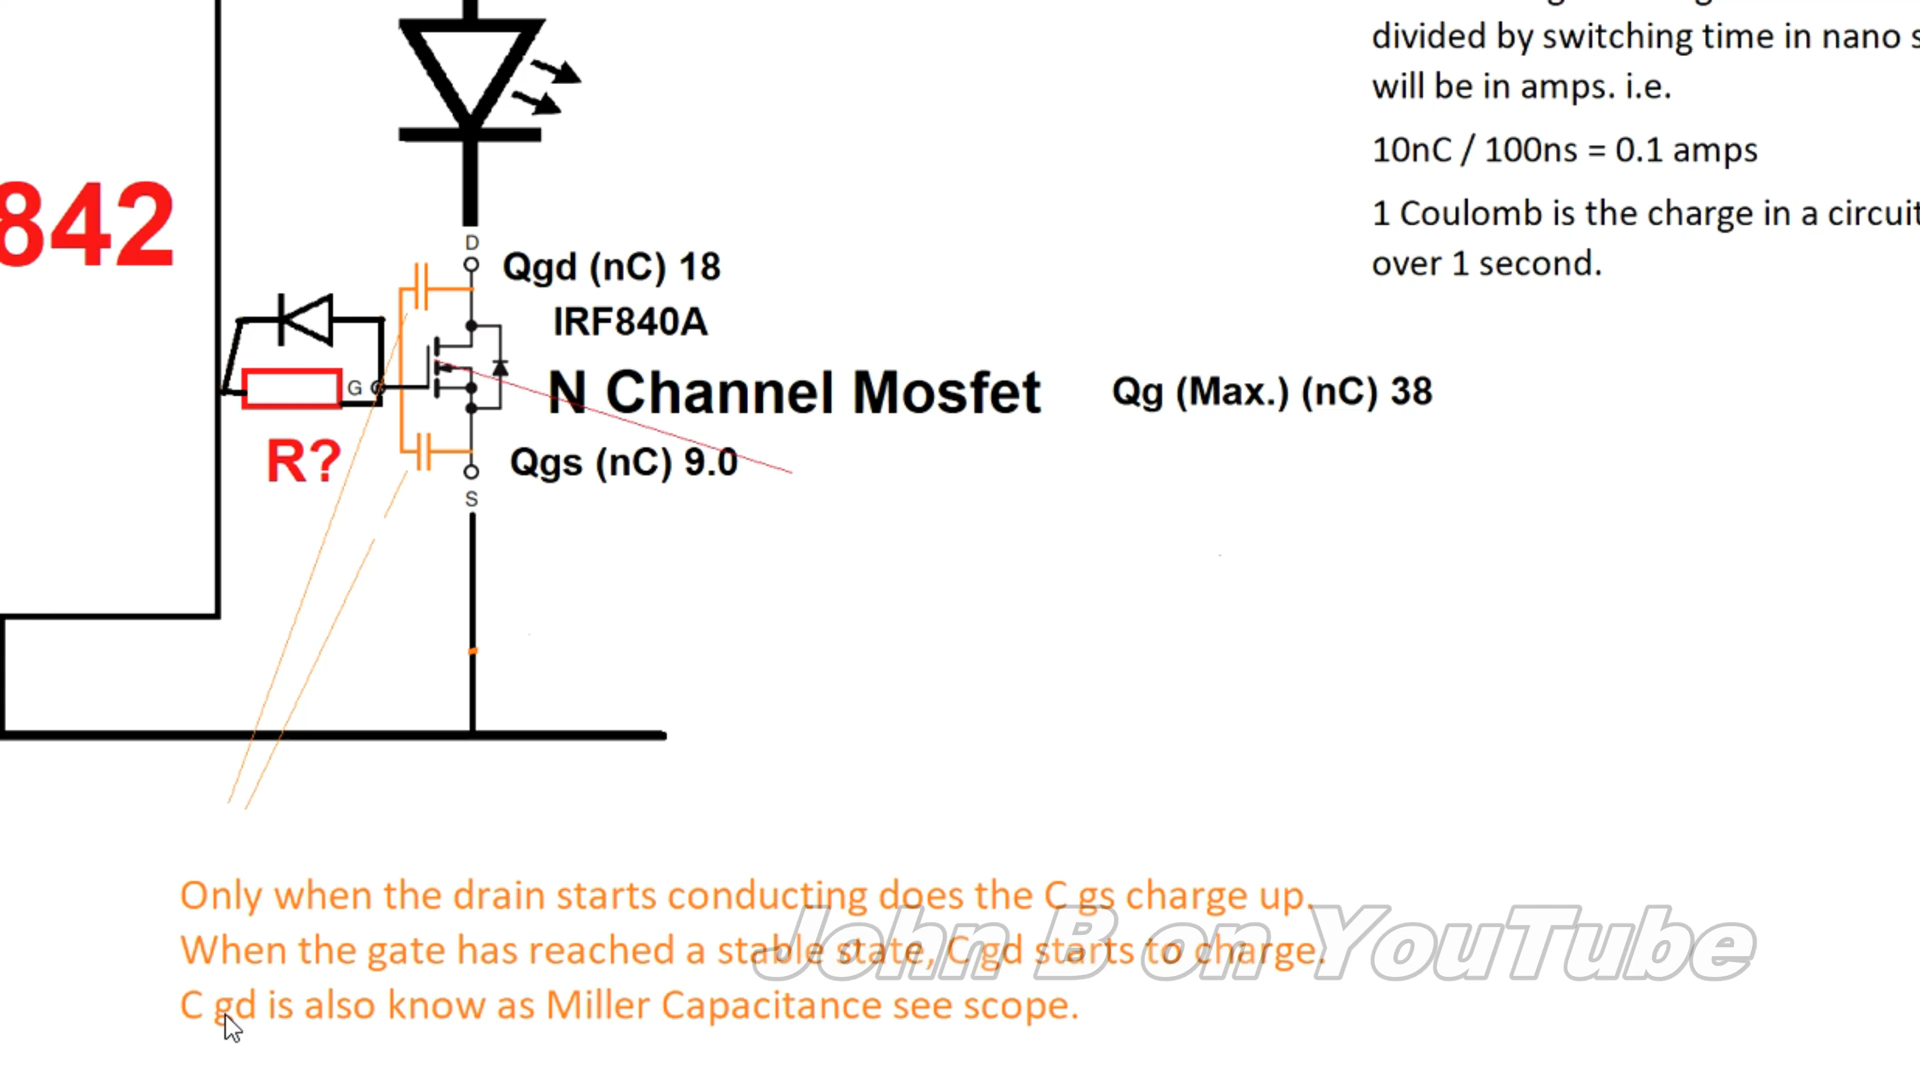 divided by switching time in nano s
will be in amps. i.e.
10nC / 100ns = 0.1 amps
1 Coulomb is the charge in a circuit
over 1 second.
842
D
Qgd (nC) 18
IRF840A
G
N Channel Mosfet
Qg (Max.) (nC) 38
R?
Qgs (nC) 9.0
S
Only when the drain starts conducting does the C gs charge up.
When the gate has reached a stable state, C gd starts to charge.
C gd is also know as Miller Capacitance see scope.
John B on YouTube